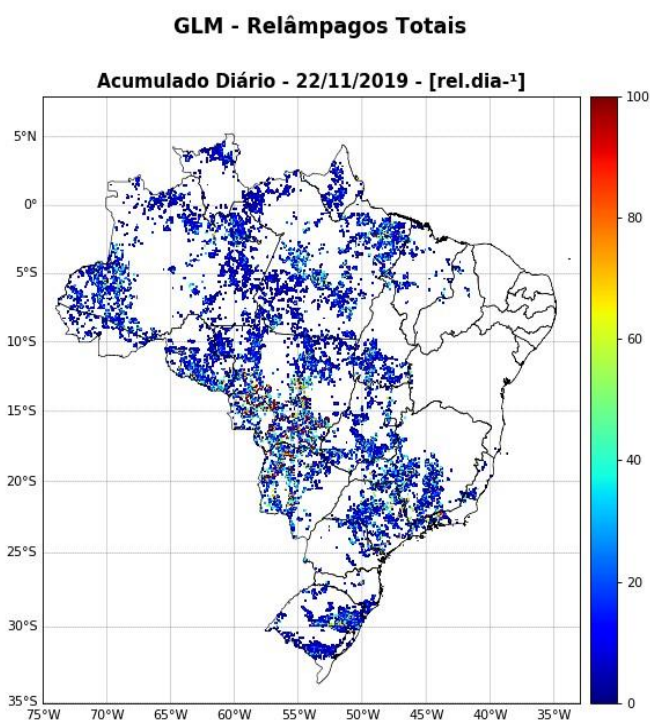 GLM - Relâmpagos Totais
Acumulado Diário - 22/11/2019 - [rel.dia-¹]
100
80
60
40
20
0
5°N
0°
5°S
10°S
15°S
20°S
25°S
30°S
35°S
75°W 70°W 65°W 60°W 55°W 50°W 45°W 40°W 35°W